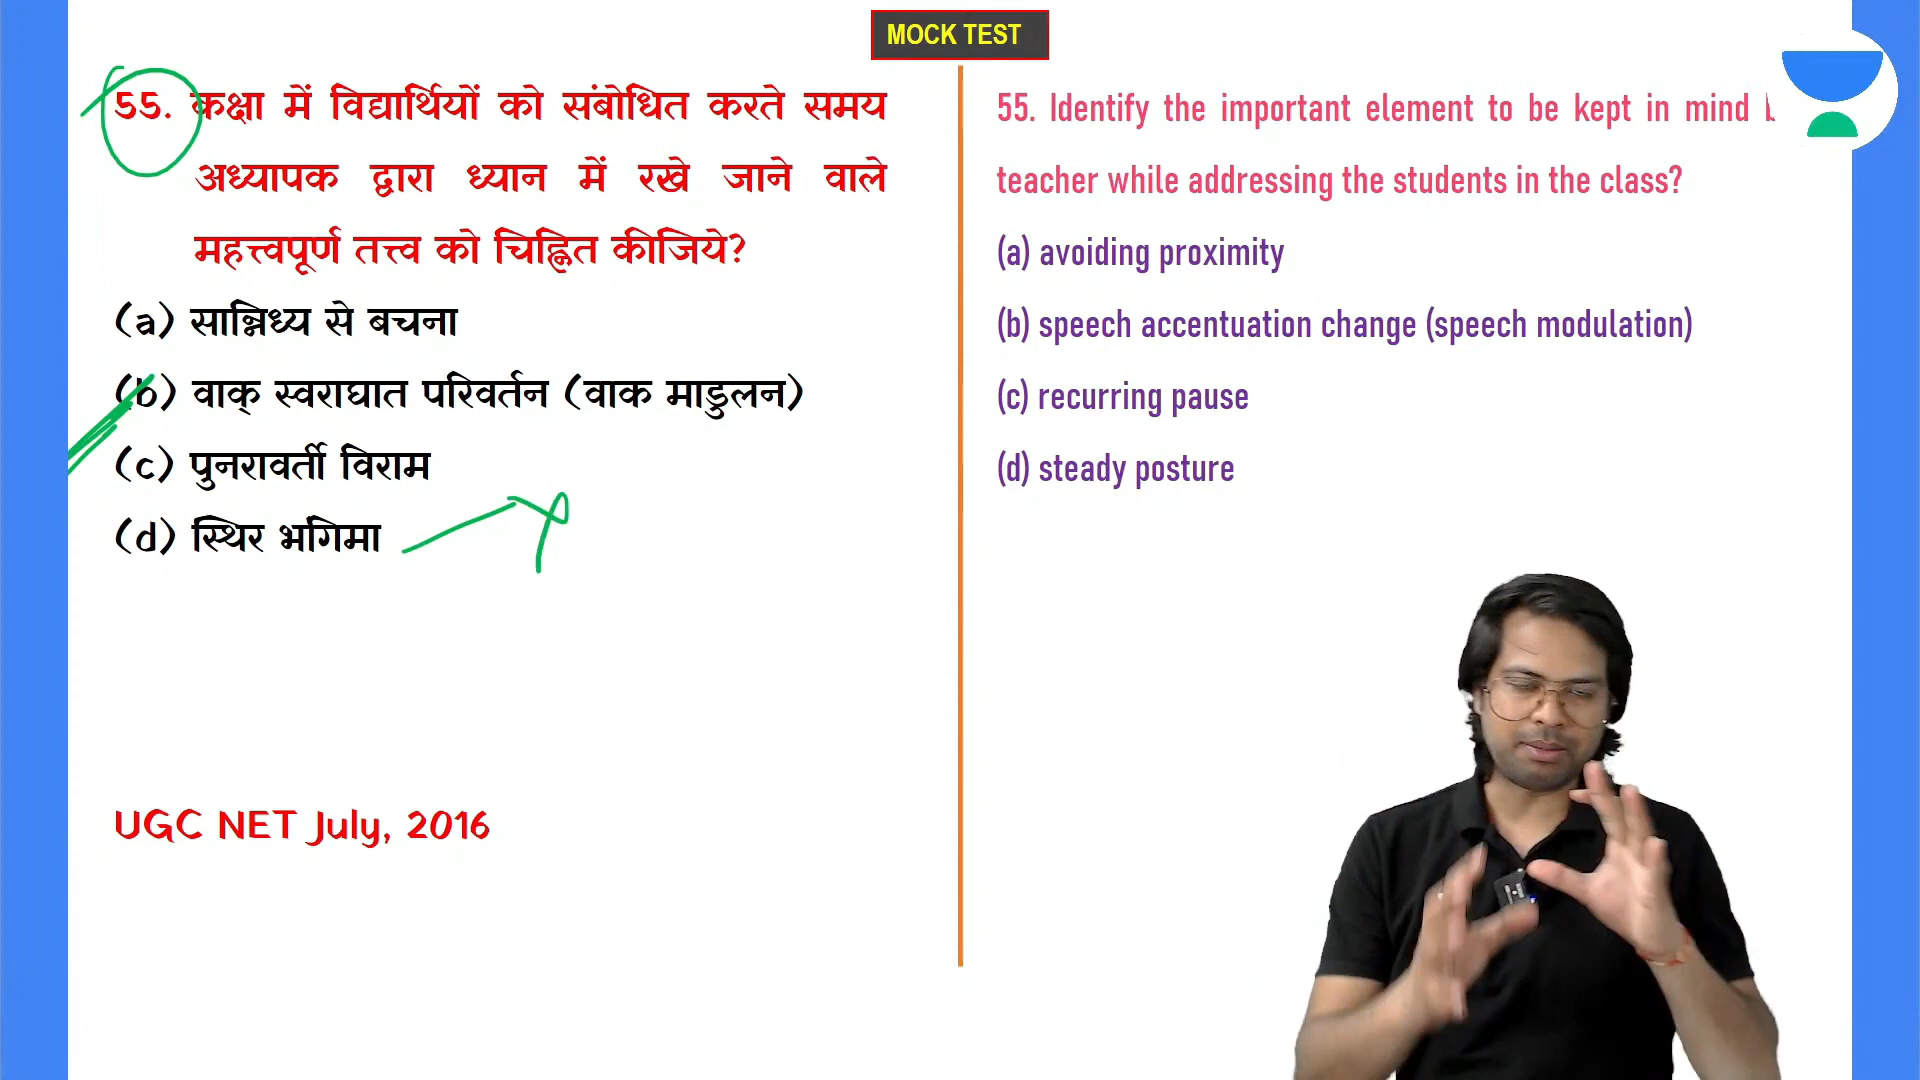 MOCK TEST
55. कक्षा में विद्यार्थियों को संबोधित करते समय
अध्यापक द्वारा ध्यान में रखे जाने वाले
महत्त्वपूर्ण तत्त्व को चिह्नित कीजिये?
(a) सान्निध्य से बचना
(b) वाक् स्वराघात परिवर्तन (वाक माडुलन)
(c) पुनरावर्ती विराम
(d) स्थिर भंगिमा
UGC NET July, 2016
55. Identify the important element to be kept in mind
teacher while addressing the students in the class?
(a) avoiding proximity
(b) speech accentuation change (speech modulation)
(c) recurring pause
(d) steady posture